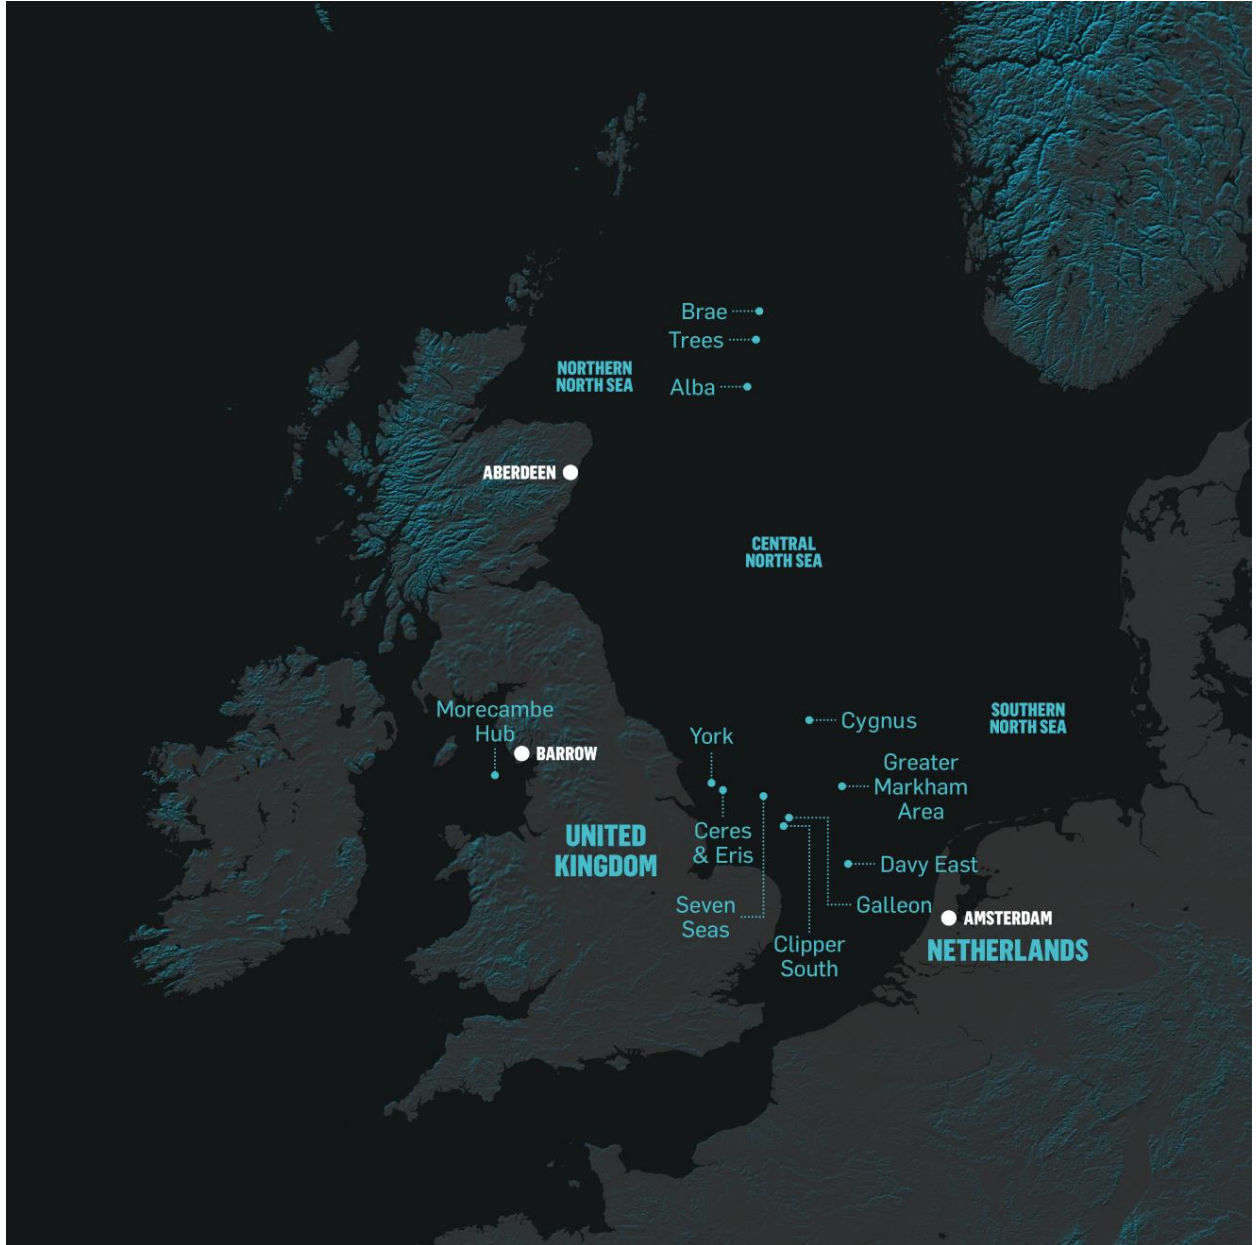 Brae
Trees
NORTHERN
NORTH SEA
Alba
ABERDEEN
CENTRAL
NORTH SEA
Morecambe
Hub
BARROW
York
Cygnus
SOUTHERN
NORTH SEA
Greater
Markham
Area
UNITED
KINGDOM
Ceres
& Eris
Davy East
Seven
Seas
Galleon
Clipper
South
AMSTERDAM
NETHERLANDS